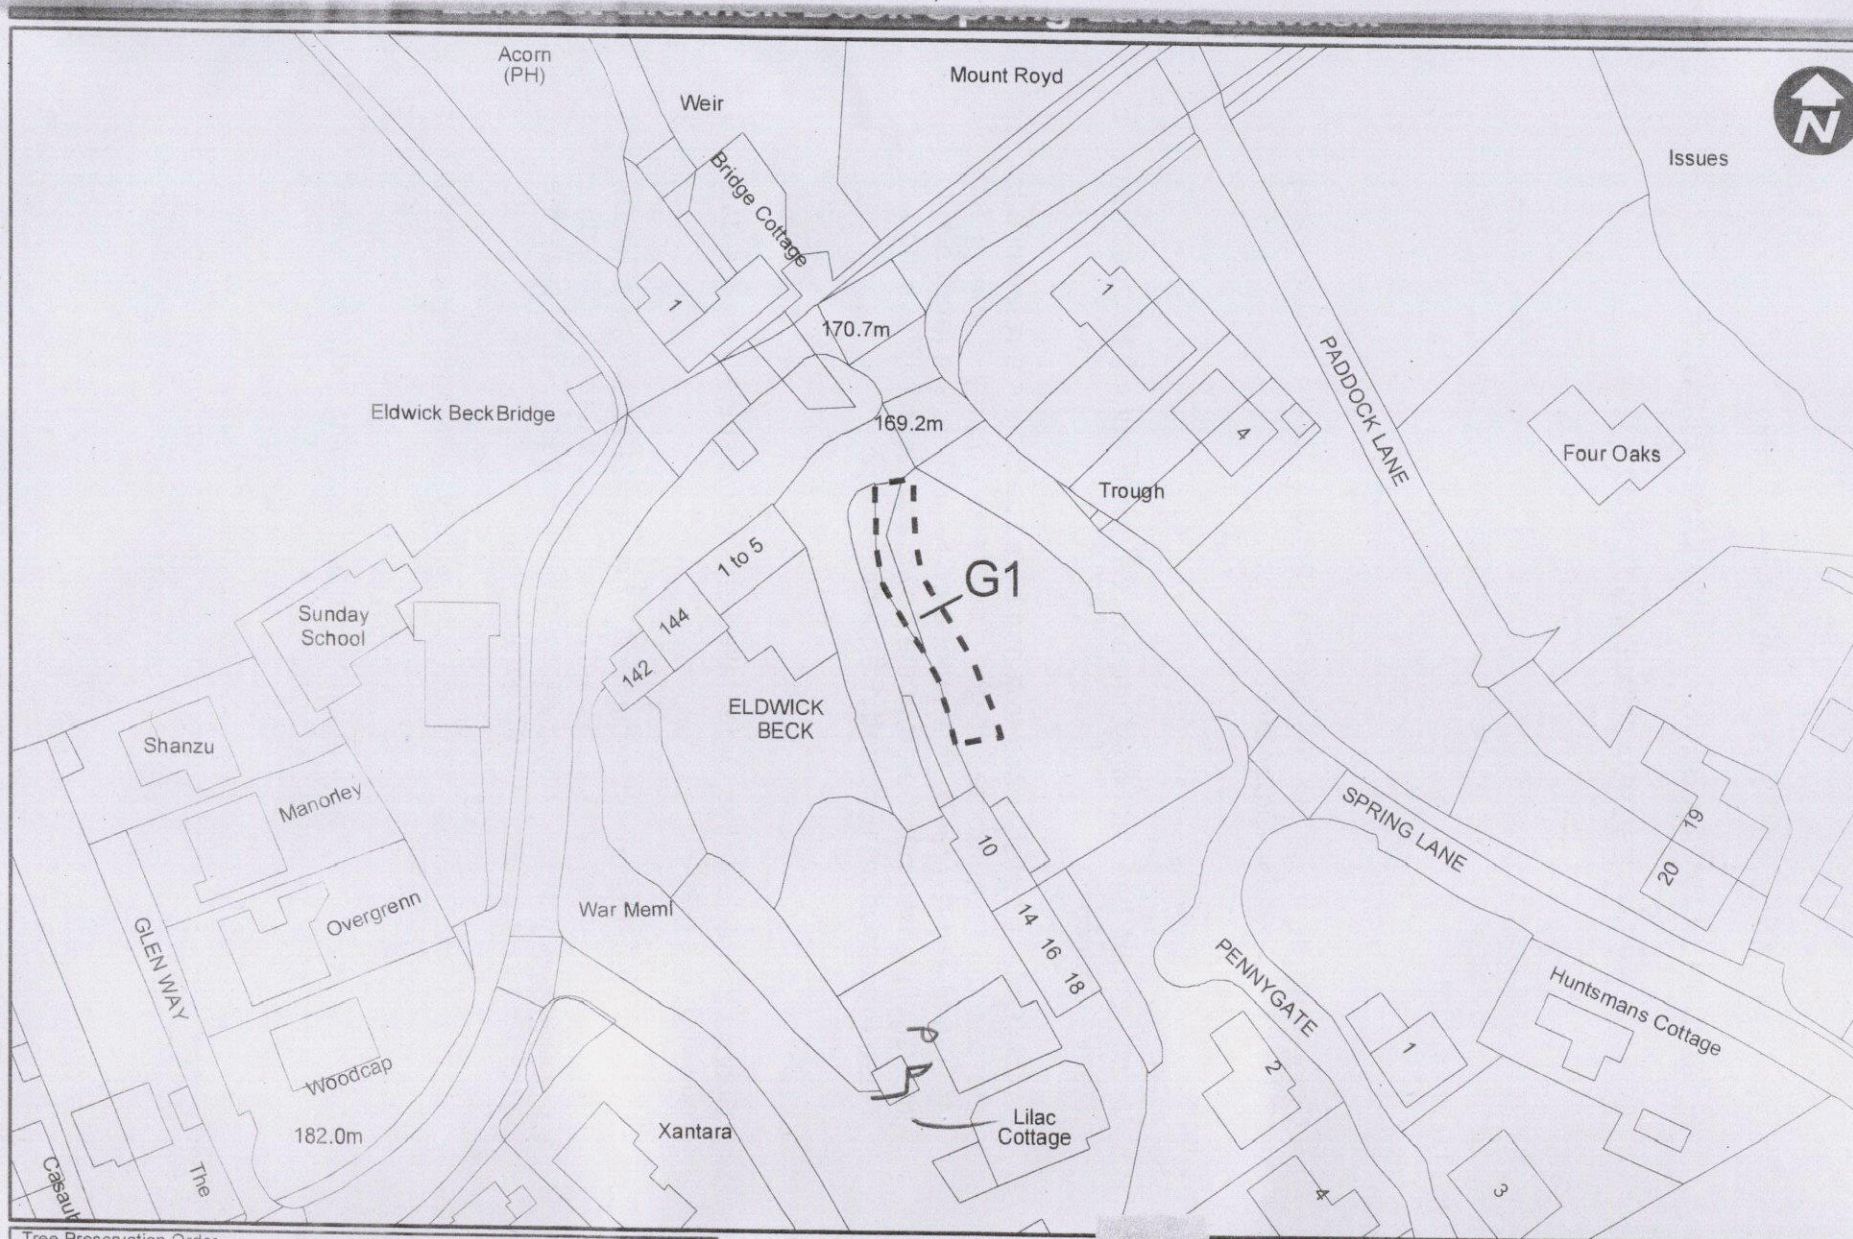 Acorn
(PH)
Weir
Mount Royd
N
Issues
Bridge Cottage
1
170.7m
1
PADDOCK LANE
Eldwick Beck Bridge
169.2m
4
Four Oaks
Trough
1 to 5
G1
Sunday
School
144
142
ELDWICK
BECK
Shanzu
Manorley
SPRING LANE
19
10
20
Overgrenn
War Meml
14
16
18
GLEN WAY
PENNYGATE
Huntsmans Cottage
Woodcap
1
2
182.0m
Xantara
Lilac
Cottage
The
4
3
Tree Preservation Order